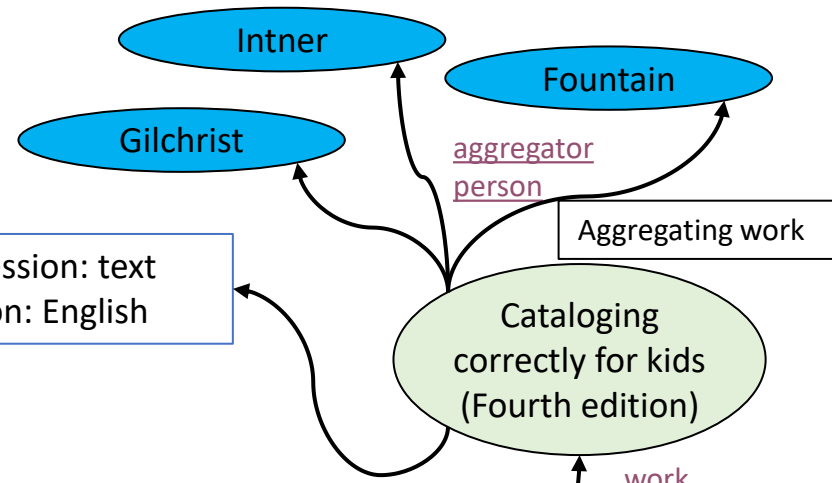 Intner
Fountain
Gilchrist
aggregator
person
Aggregating work
ssion: text
on: English
Cataloging
correctly for kids
(Fourth edition)
work